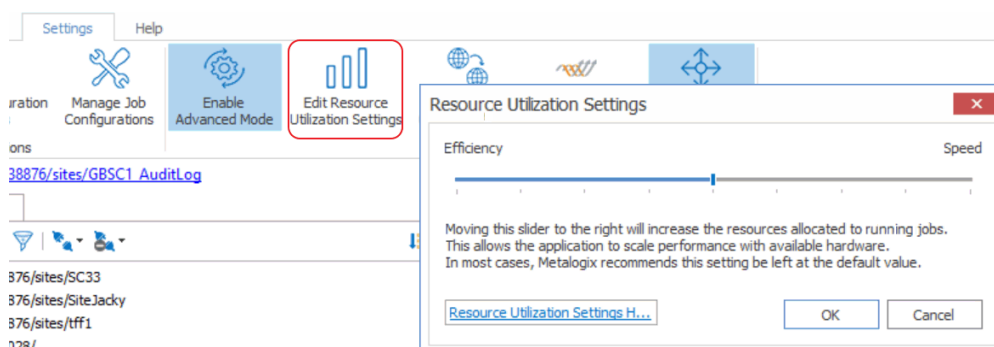 Settings Help
Manage Job
Configurations
Enable
Advanced Mode
Edit Resource
Utilization Settings
uration
ons
38876/sites/GBSC1_AuditLog
876/sites/SC33
876/sites/SiteJacky
876/sites/tff1
028/
Resource Utilization Settings
Efficiency Speed
Moving this slider to the right will increase the resources allocated to running jobs.
This allows the application to scale performance with available hardware.
In most cases, Metalogix recommends this setting be left at the default value.
Resource Utilization Settings H...
OK Cancel